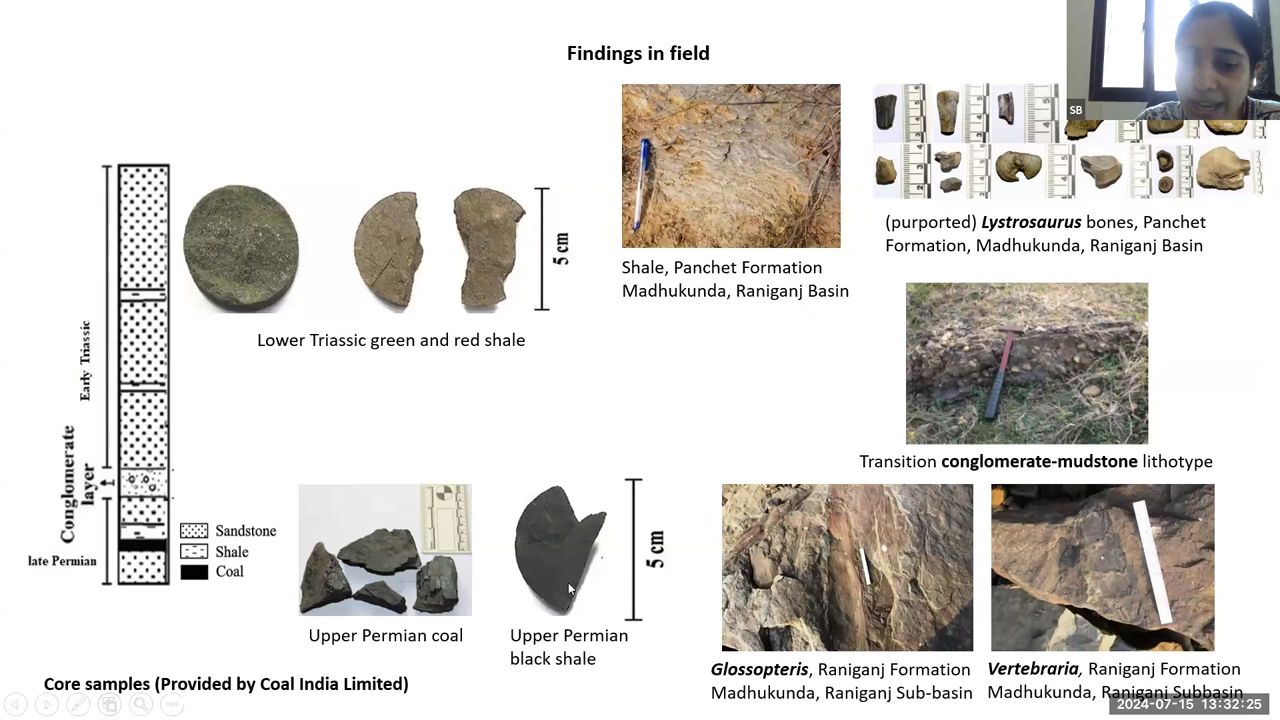 Findings in field
SB
(purported) Lystrosaurus bones, Panchet
Formation, Madhukunda, Raniganj Basin
Shale, Panchet Formation
Madhukunda, Raniganj Basin
5 cm
Lower Triassic green and red shale
Early Triassic
Conglomerate
layer
late Permian
Sandstone
Shale
Coal
Transition conglomerate-mudstone lithotype
5 cm
Upper Permian coal
Upper Permian
black shale
Glossopteris, Raniganj Formation
Madhukunda, Raniganj Sub-basin
Vertebraria, Raniganj Formation
Madhukunda, Raniganj Subbasin
Core samples (Provided by Coal India Limited)
2024-07-15 13:32:25